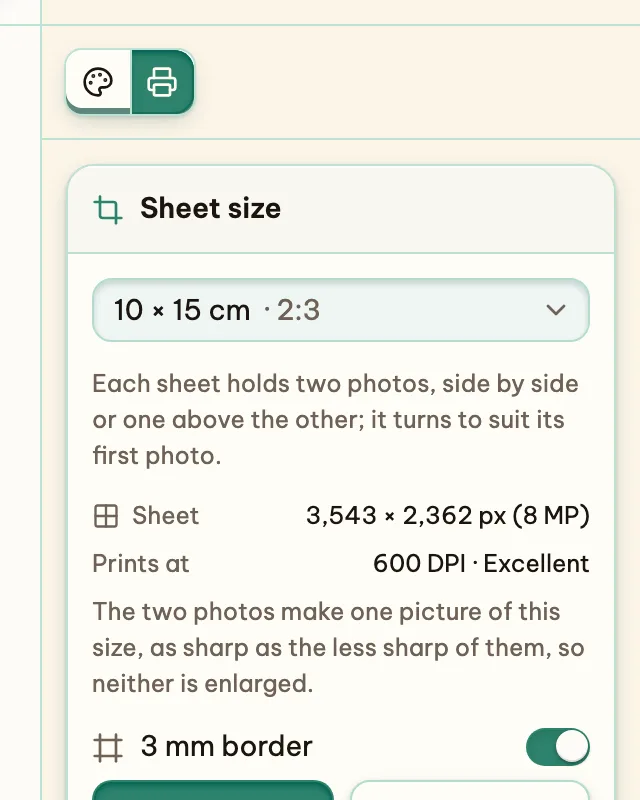 Sheet size
10 × 15 cm · 2:3
Each sheet holds two photos, side by side
or one above the other; it turns to suit its
first photo.
Sheet 3,543 × 2,362 px (8 MP)
Prints at 600 DPI · Excellent
The two photos make one picture of this
size, as sharp as the less sharp of them, so
neither is enlarged.
3 mm border